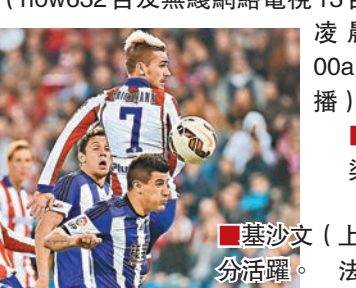 (now632台及無綫網絡電視13台
凌晨
00a
播)
■
■基沙文(上
分活躍。 法
7